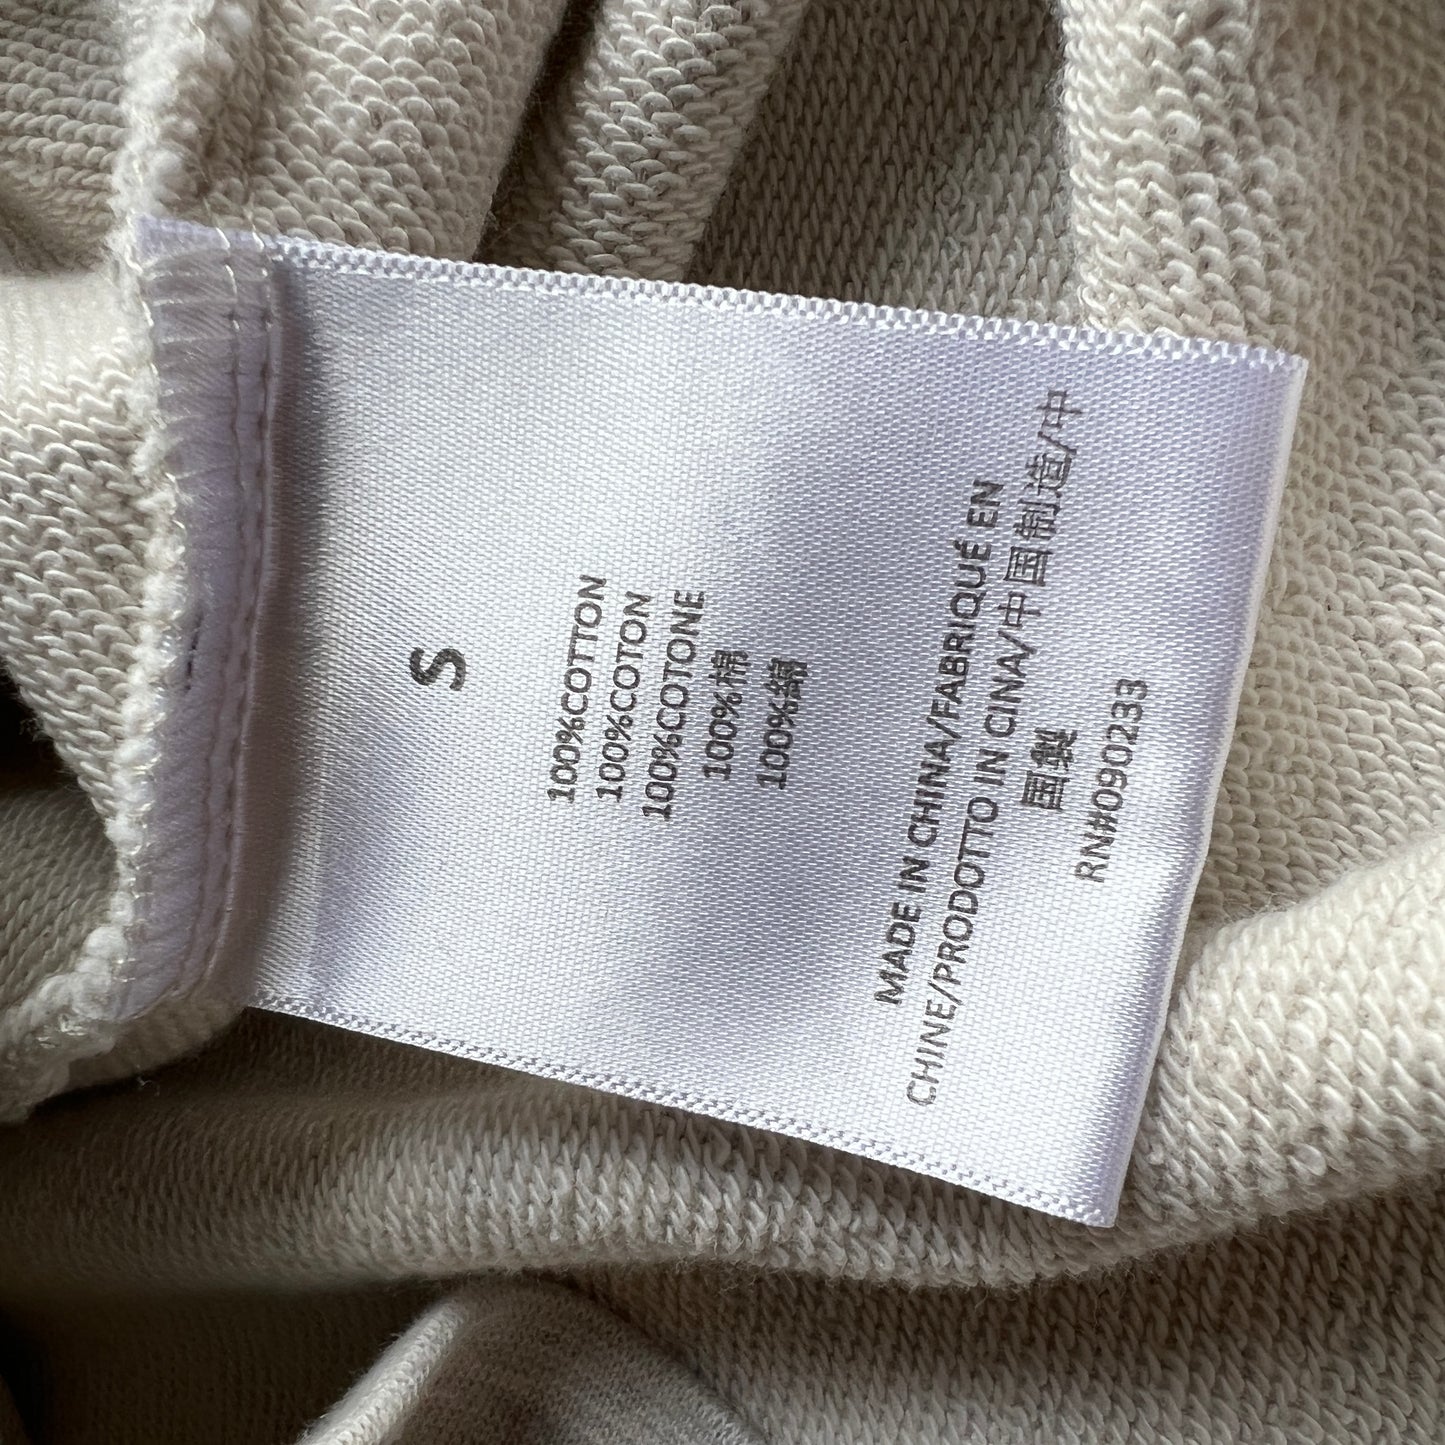 S
100%COTTON
100%COTON
100%COTONE
100%棉
100%綿
MADE IN CHINA/FABRIQUÉ EN
CHINE/PRODOTTO IN CINA/中国制造/中
国製
RN#090233